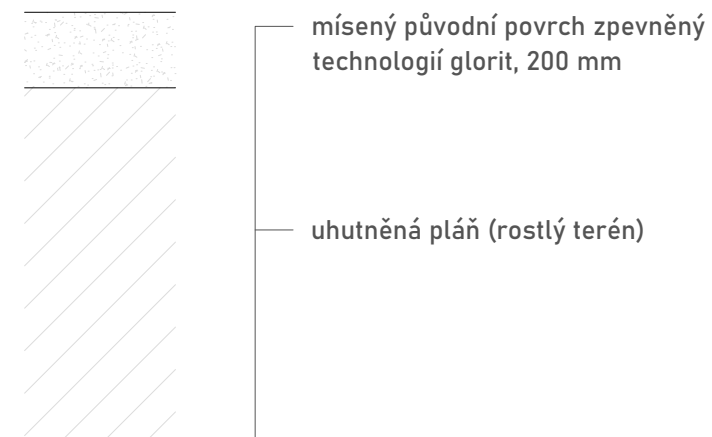 mísený původní povrch zpevněný
technologií glorit, 200 mm
uhutněná pláň (rostlý terén)